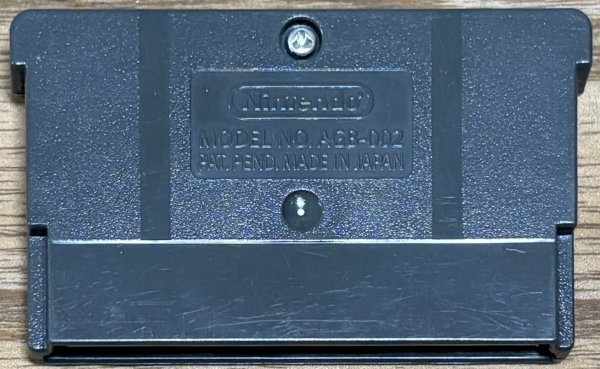 Nintendo
MODEL NO. AGB-002
PAT. PEND. MADE IN JAPAN